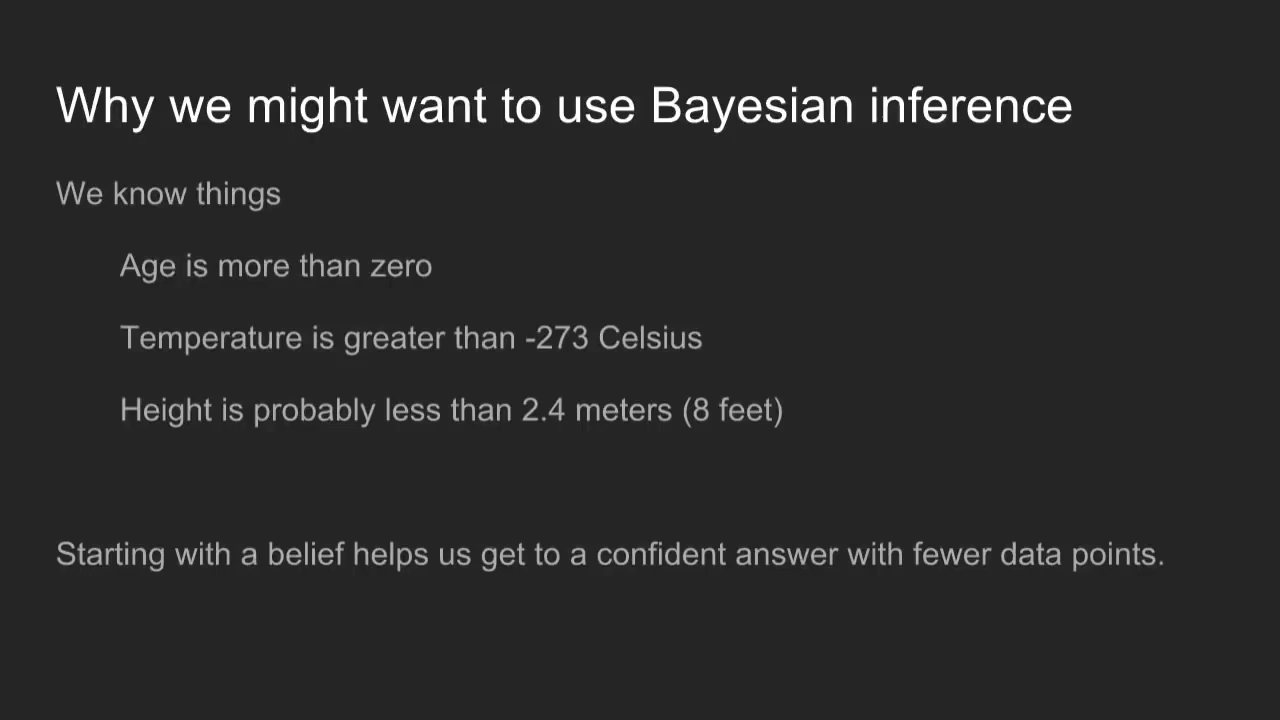 Why we might want to use Bayesian inference
We know things
Age is more than zero
Temperature is greater than -273 Celsius
Height is probably less than 2.4 meters (8 feet)
Starting with a belief helps us get to a confident answer with fewer data points.